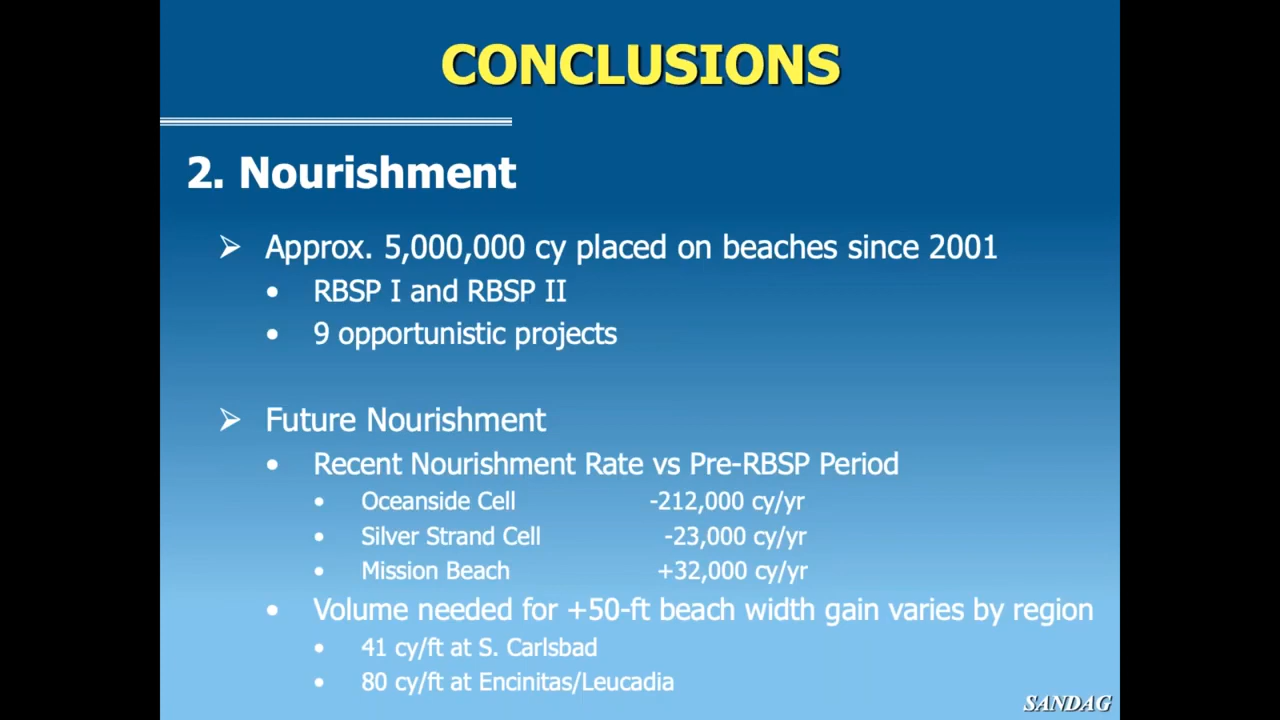 CONCLUSIONS
2. Nourishment
➢ Approx. 5,000,000 cy placed on beaches since 2001
• RBSP I and RBSP II
• 9 opportunistic projects
➢ Future Nourishment
• Recent Nourishment Rate vs Pre-RBSP Period
• Oceanside Cell -212,000 cy/yr
• Silver Strand Cell -23,000 cy/yr
• Mission Beach +32,000 cy/yr
• Volume needed for +50-ft beach width gain varies by region
• 41 cy/ft at S. Carlsbad
• 80 cy/ft at Encinitas/Leucadia
SANDAG